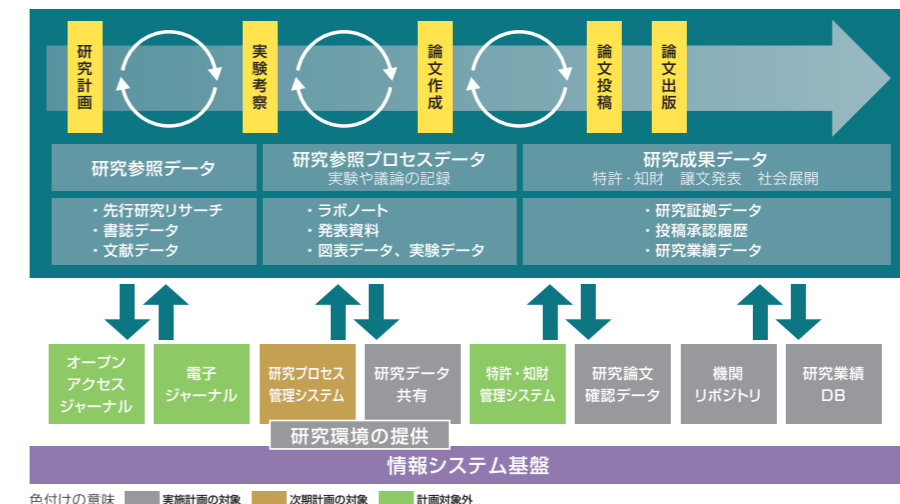 研究計画
実験考察
論文作成
論文投稿
論文出版
研究参照データ
研究参照プロセスデータ
実験や議論の記録
研究成果データ
特許・知財　譲文発表　社会展開
・先行研究リサーチ
・書誌データ
・文献データ
・ラボノート
・発表資料
・図表データ、実験データ
・研究証拠データ
・投稿承認履歴
・研究業績データ
オープン
アクセス
ジャーナル
電子
ジャーナル
研究プロセス
管理システム
研究データ
共有
特許・知財
管理システム
研究論文
確認データ
機関
リポジトリ
研究業績
DB
研究環境の提供
情報システム基盤
色付けの意味 実施計画の対象 次期計画の対象 計画対象外